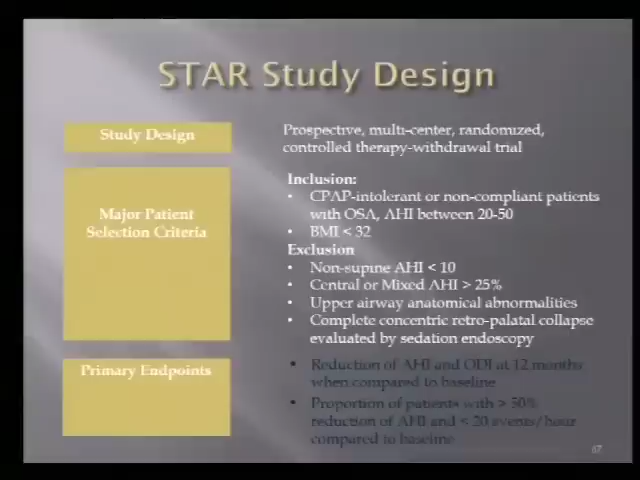 STAR Study Design
Study Design
Prospective, multi-center, randomized,
controlled therapy-withdrawal trial
Major Patient
Selection Criteria
Inclusion:
• CPAP-intolerant or non-compliant patients
with OSA, AHI between 20-50
• BMI < 32
Exclusion
• Non-supine AHI < 10
• Central or Mixed AHI > 25%
• Upper airway anatomical abnormalities
• Complete concentric retro-palatal collapse
evaluated by sedation endoscopy
Primary Endpoints
• Reduction of AHI and ODI at 12 months
when compared to baseline
• Proportion of patients with > 50%
reduction of AHI and < 20 events/hour
compared to baseline
67